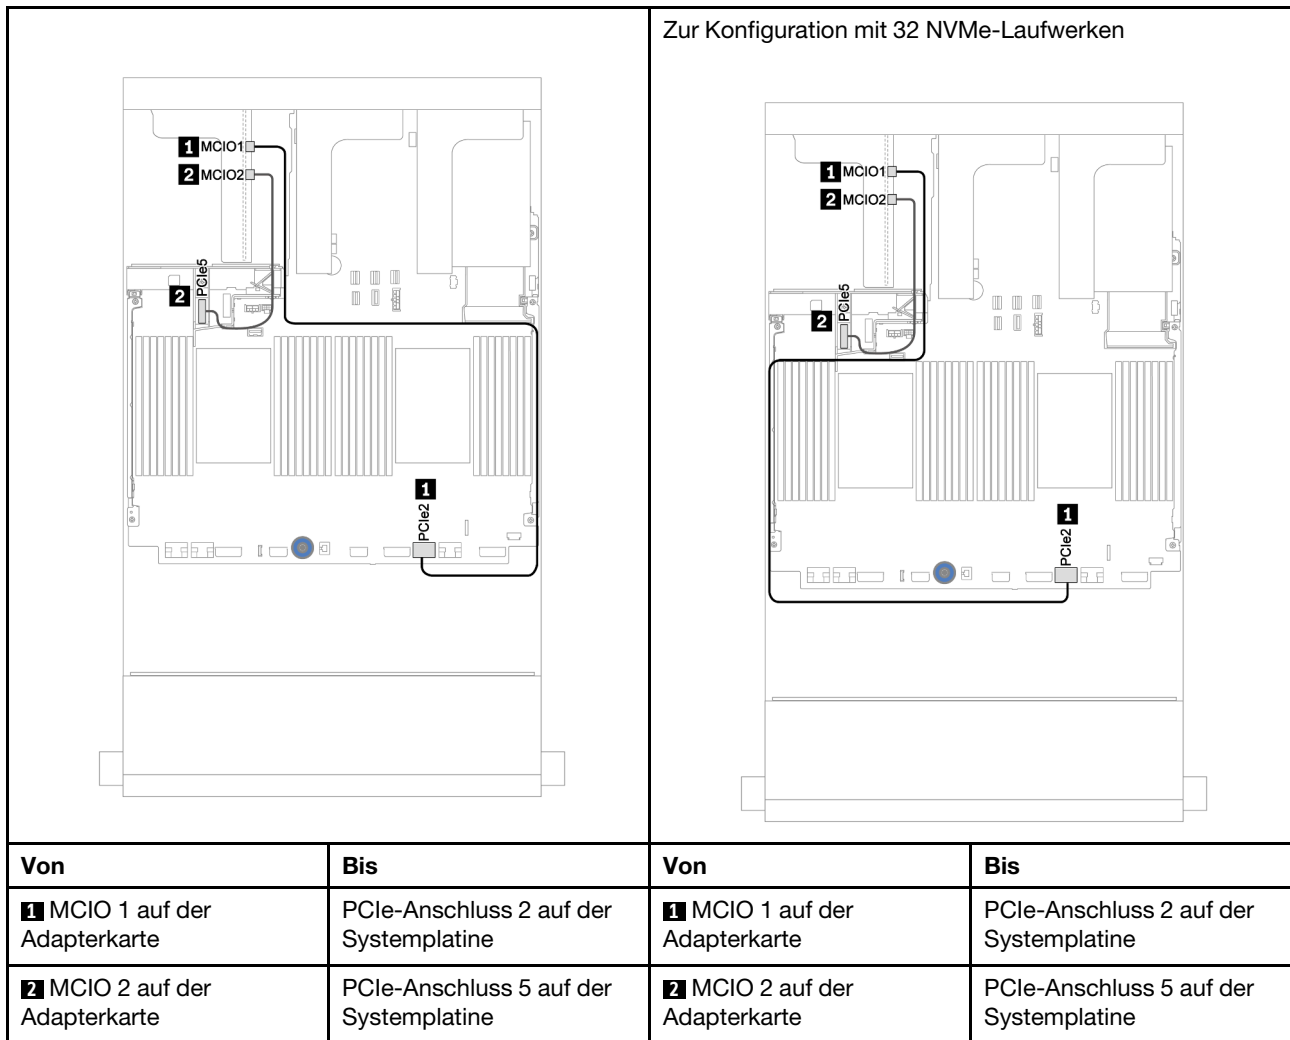 Zur Konfiguration mit 32 NVMe-Laufwerken
1 MCIO1
2 MCIO2
2 PCIe5
1 PCIe2
1 MCIO1
2 MCIO2
2 PCIe5
1 PCIe2
Von
Bis
Von
Bis
1 MCIO 1 auf der
Adapterkarte
PCIe-Anschluss 2 auf der
Systemplatine
1 MCIO 1 auf der
Adapterkarte
PCIe-Anschluss 2 auf der
Systemplatine
2 MCIO 2 auf der
Adapterkarte
PCIe-Anschluss 5 auf der
Systemplatine
2 MCIO 2 auf der
Adapterkarte
PCIe-Anschluss 5 auf der
Systemplatine